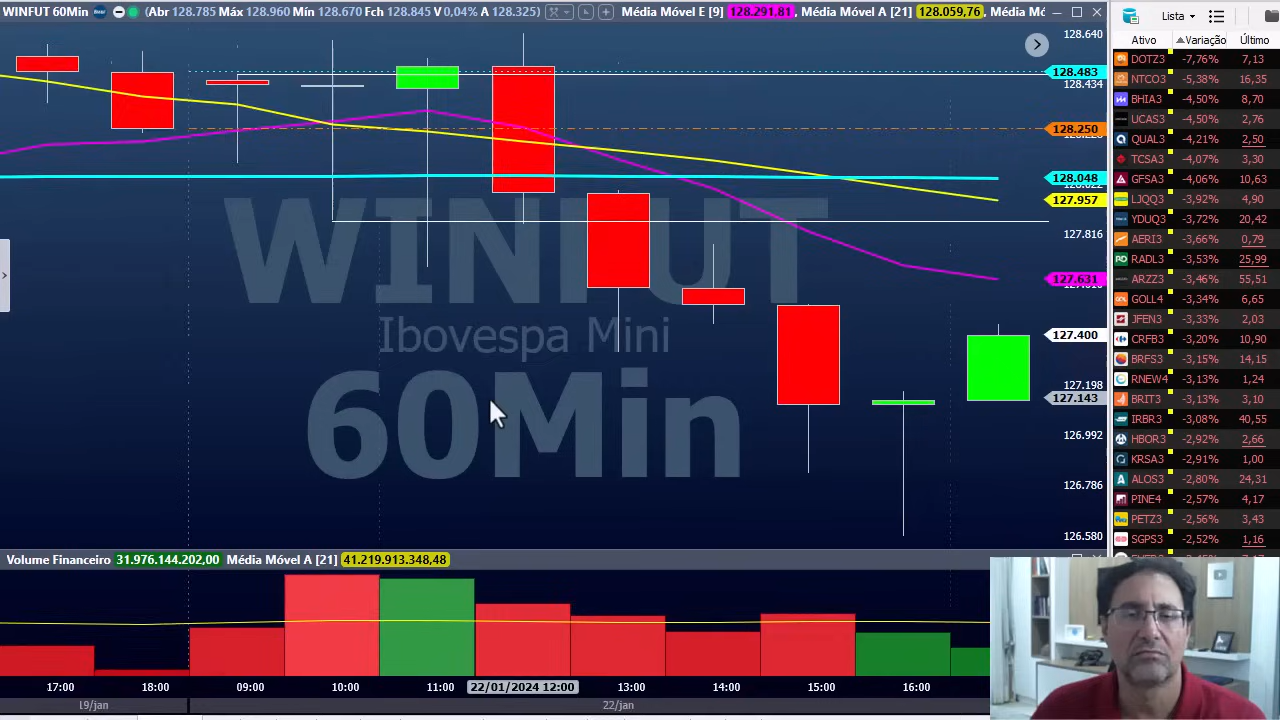 WINFUT 60Min (Abr 128.785 Máx 128.960 Mín 128.670 Fch 128.845 V 0,04% A 128.325) Média Móvel E [9] 128.291,81, Média Móvel A [21] 128.059,76, Média Mó
128.640
128.483
128.434
128.250
128.048
127.957
127.816
127.631
127.400
127.198
127.143
126.992
126.786
126.580
WINFUT
Ibovespa Mini
60Min
Volume Financeiro 31.976.144.202,00 Média Móvel A [21] 41.219.913.348,48
17:00 18:00 09:00 10:00 11:00 22/01/2024 12:00 13:00 14:00 15:00 16:00
19/jan 22/jan
Lista
Ativo Variação Último
DOTZ3 -7,76% 7,13
NTCO3 -5,38% 16,35
BHIA3 -4,50% 8,70
UCAS3 -4,50% 2,76
QUAL3 -4,21% 2,50
TCSA3 -4,07% 3,30
GFSA3 -4,06% 10,63
LJQQ3 -3,92% 4,90
YDUQ3 -3,72% 20,42
AERI3 -3,66% 0,79
RADL3 -3,53% 25,99
ARZZ3 -3,46% 55,51
GOLL4 -3,34% 6,65
JFEN3 -3,33% 2,03
CRFB3 -3,20% 10,90
BRFS3 -3,15% 14,15
RNEW4 -3,13% 1,24
BRIT3 -3,13% 3,10
IRBR3 -3,08% 40,55
HBOR3 -2,92% 2,66
KRSA3 -2,91% 1,00
ALOS3 -2,80% 24,31
PINE4 -2,57% 4,17
PETZ3 -2,56% 3,43
SGPS3 -2,52% 1,16